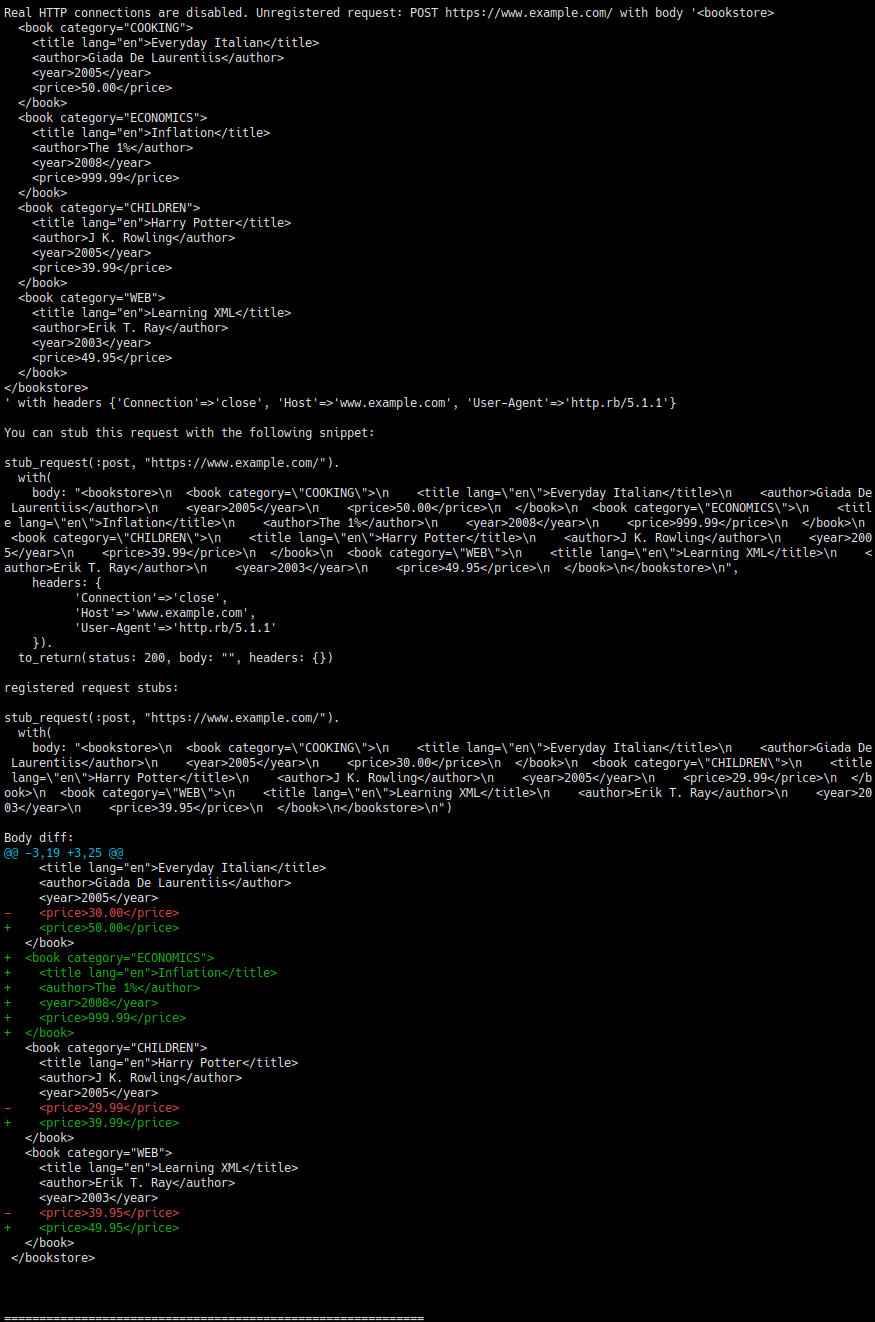 Real HTTP connections are disabled. Unregistered request: POST https://www.example.com/ with body '<bookstore>
  <book category="COOKING">
    <title lang="en">Everyday Italian</title>
    <author>Giada De Laurentiis</author>
    <year>2005</year>
    <price>50.00</price>
  </book>
  <book category="ECONOMICS">
    <title lang="en">Inflation</title>
    <author>The 1%</author>
    <year>2008</year>
    <price>999.99</price>
  </book>
  <book category="CHILDREN">
    <title lang="en">Harry Potter</title>
    <author>J K. Rowling</author>
    <year>2005</year>
    <price>39.99</price>
  </book>
  <book category="WEB">
    <title lang="en">Learning XML</title>
    <author>Erik T. Ray</author>
    <year>2003</year>
    <price>49.95</price>
  </book>
</bookstore>
' with headers {'Connection'=>'close', 'Host'=>'www.example.com', 'User-Agent'=>'http.rb/5.1.1'}

You can stub this request with the following snippet:

stub_request(:post, "https://www.example.com/").
  with(
    body: "<bookstore>\n  <book category=\"COOKING\">\n    <title lang=\"en\">Everyday Italian</title>\n    <author>Giada De
 Laurentiis</author>\n    <year>2005</year>\n    <price>50.00</price>\n  </book>\n  <book category=\"ECONOMICS\">\n    <titl
e lang=\"en\">Inflation</title>\n    <author>The 1%</author>\n    <year>2008</year>\n    <price>999.99</price>\n  </book>\n 
 <book category=\"CHILDREN\">\n    <title lang=\"en\">Harry Potter</title>\n    <author>J K. Rowling</author>\n    <year>200
5</year>\n    <price>39.99</price>\n  </book>\n  <book category=\"WEB\">\n    <title lang=\"en\">Learning XML</title>\n    <
author>Erik T. Ray</author>\n    <year>2003</year>\n    <price>49.95</price>\n  </book>\n</bookstore>\n",
    headers: {
          'Connection'=>'close',
          'Host'=>'www.example.com',
          'User-Agent'=>'http.rb/5.1.1'
    }).
  to_return(status: 200, body: "", headers: {})

registered request stubs:

stub_request(:post, "https://www.example.com/").
  with(
    body: "<bookstore>\n  <book category=\"COOKING\">\n    <title lang=\"en\">Everyday Italian</title>\n    <author>Giada De
 Laurentiis</author>\n    <year>2005</year>\n    <price>30.00</price>\n  </book>\n  <book category=\"CHILDREN\">\n    <title
 lang=\"en\">Harry Potter</title>\n    <author>J K. Rowling</author>\n    <year>2005</year>\n    <price>29.99</price>\n  </b
ook>\n  <book category=\"WEB\">\n    <title lang=\"en\">Learning XML</title>\n    <author>Erik T. Ray</author>\n    <year>20
03</year>\n    <price>39.95</price>\n  </book>\n</bookstore>\n")

Body diff:
@@ -3,19 +3,25 @@
     <title lang="en">Everyday Italian</title>
     <author>Giada De Laurentiis</author>
     <year>2005</year>
-    <price>30.00</price>
+    <price>50.00</price>
   </book>
+  <book category="ECONOMICS">
+    <title lang="en">Inflation</title>
+    <author>The 1%</author>
+    <year>2008</year>
+    <price>999.99</price>
+  </book>
   <book category="CHILDREN">
     <title lang="en">Harry Potter</title>
     <author>J K. Rowling</author>
     <year>2005</year>
-    <price>29.99</price>
+    <price>39.99</price>
   </book>
   <book category="WEB">
     <title lang="en">Learning XML</title>
     <author>Erik T. Ray</author>
     <year>2003</year>
-    <price>39.95</price>
+    <price>49.95</price>
   </book>
 </bookstore>

============================================================